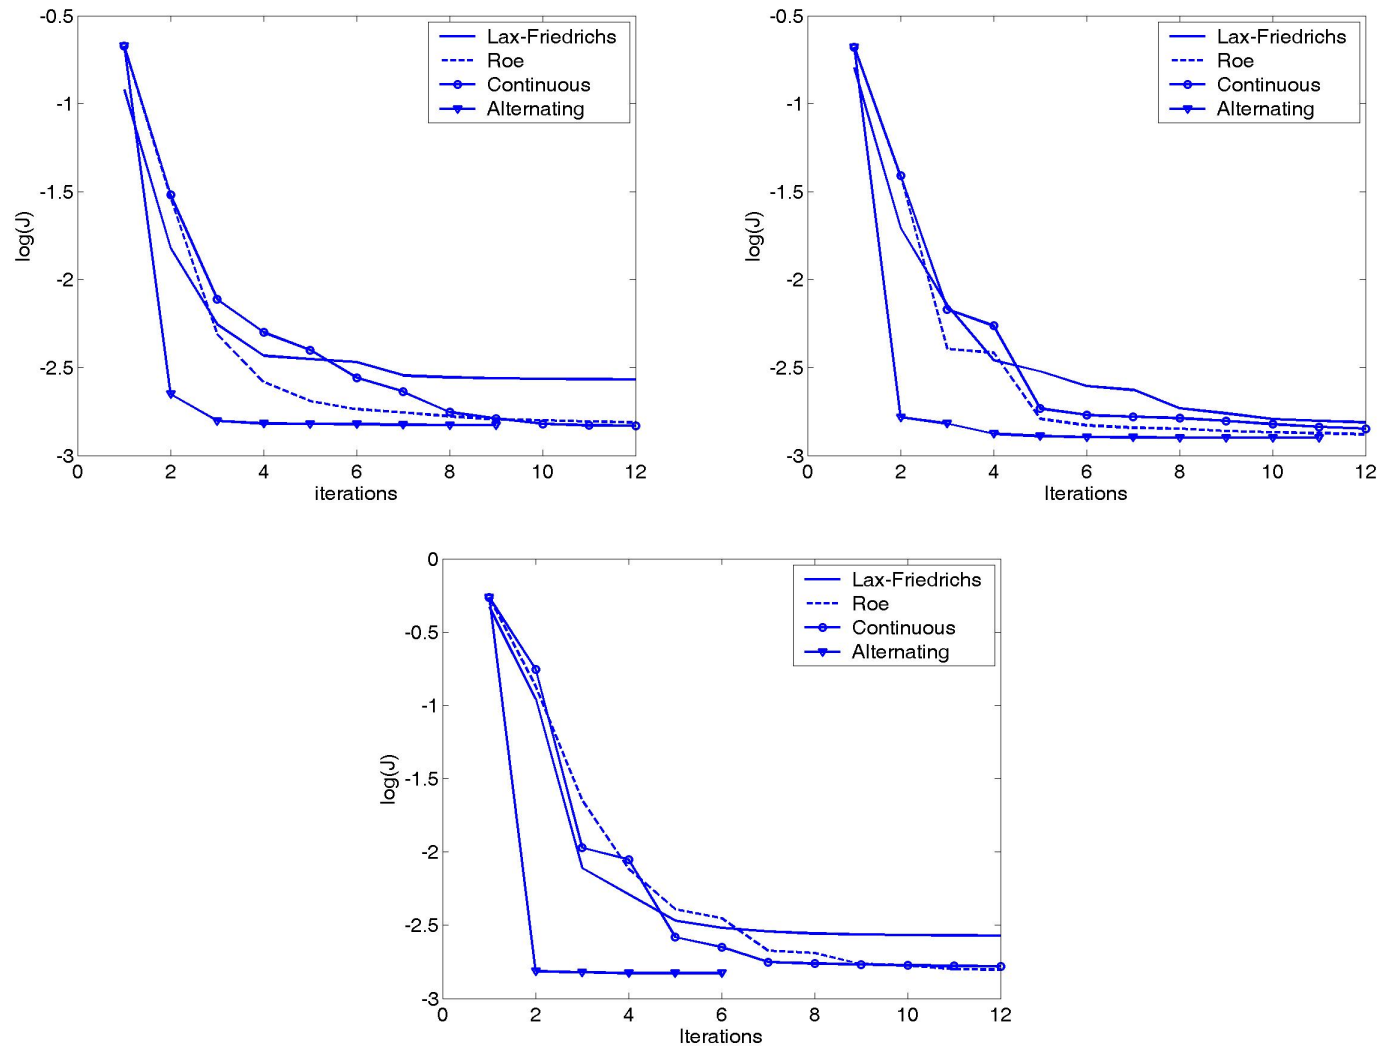 -0.5
-1
-1.5
-2
-2.5
-3
log(J)
0 2 4 6 8 10 12
iterations
Lax-Friedrichs
Roe
Continuous
Alternating
-0.5
-1
-1.5
-2
-2.5
-3
log(J)
0 2 4 6 8 10 12
Iterations
Lax-Friedrichs
Roe
Continuous
Alternating
0
-0.5
-1
-1.5
-2
-2.5
-3
log(J)
0 2 4 6 8 10 12
Iterations
Lax-Friedrichs
Roe
Continuous
Alternating